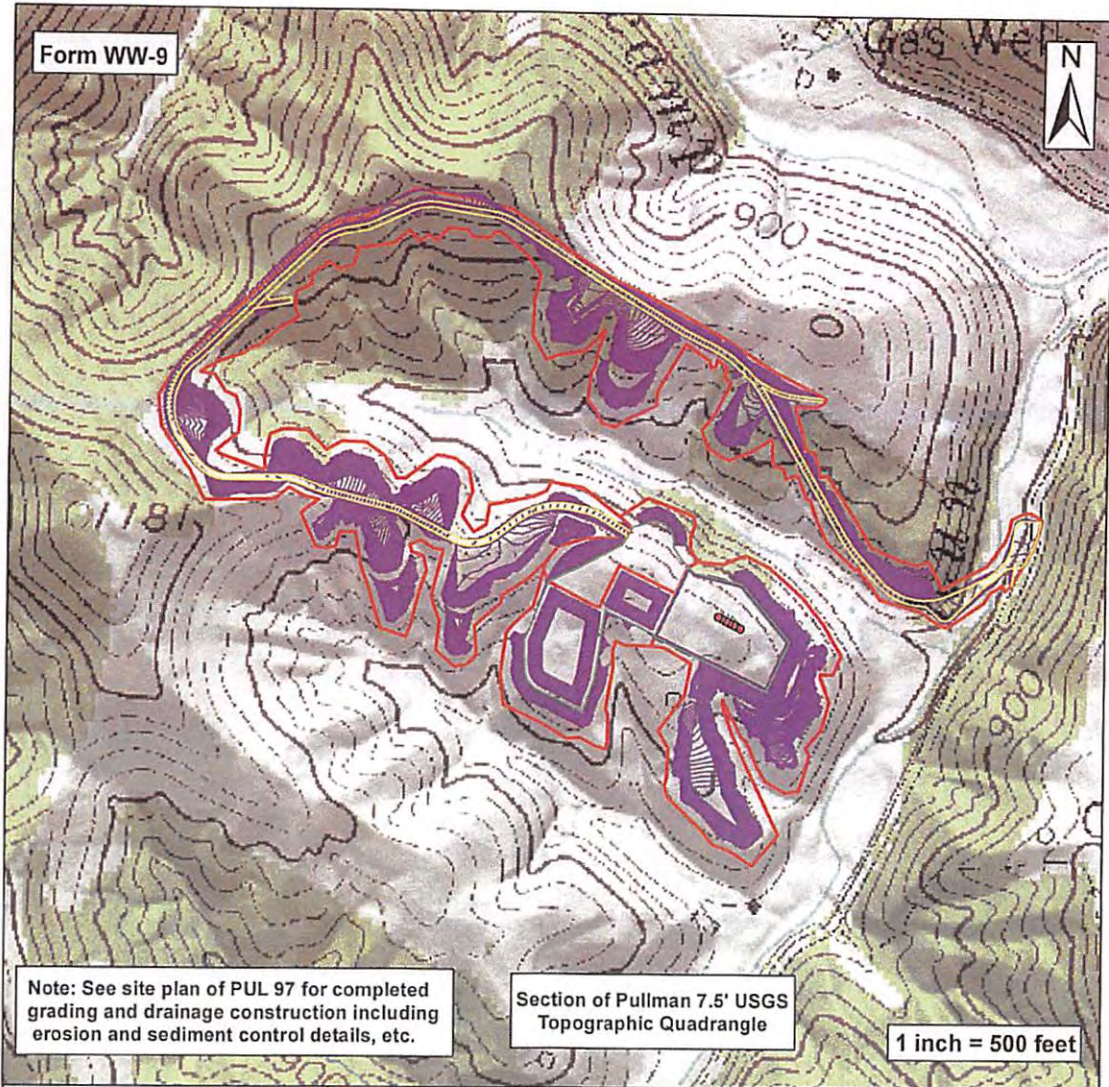 Form WW-9
Gas Well
N
900
1181
900
Note: See site plan of PUL 97 for completed
grading and drainage construction including
erosion and sediment control details, etc.
Section of Pullman 7.5' USGS
Topographic Quadrangle
1 inch = 500 feet